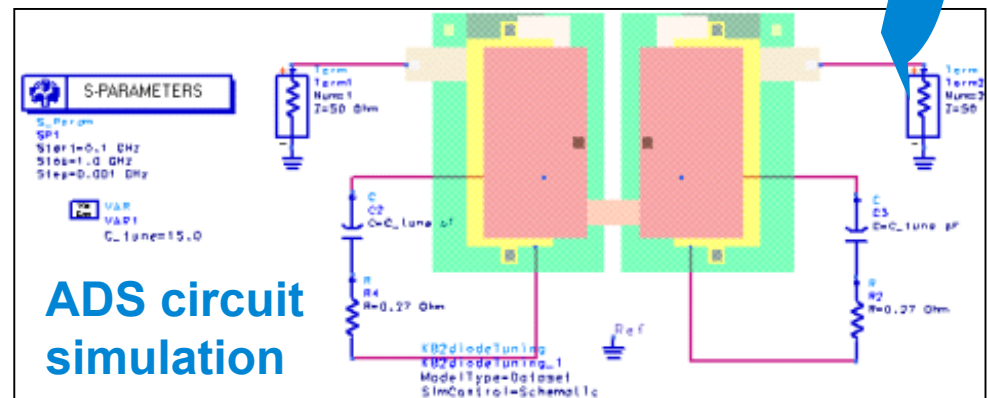 S-PARAMETERS
S_Param
SP1
Start=0.1 GHz
Stop=1.0 GHz
Step=0.001 GHz
VAR
VAR1
C_tune=15.0
ADS circuit
simulation
Term
Term1
Num=1
Z=50 Ohm
C
C2
C=C_tune pF
R
R4
R=0.27 Ohm
KB2diodeTuning
KB2diodeTuning_1
ModelType=Dataset
SimControl=Schematic
Ref
Term
Term2
Num=2
Z=50
C
C3
C=C_tune pF
R
R2
R=0.27 Ohm